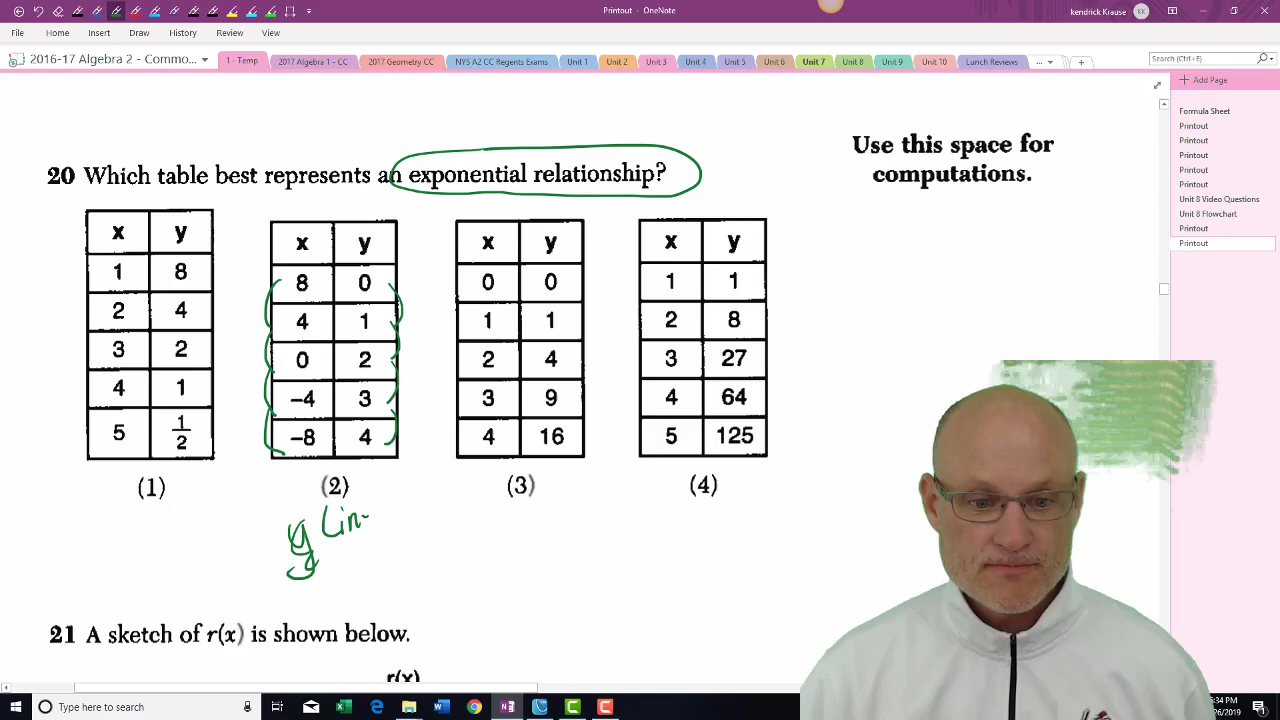 Printout - OneNote
kendrick Krause
KK
File Home Insert Draw History Review View
2016-17 Algebra 2 - Commo...
1 - Temp
2017 Algebra 1 - CC
2017 Geometry CC
NYS A2 CC Regents Exams
Unit 1
Unit 2
Unit 3
Unit 4
Unit 5
Unit 6
Unit 7
Unit 8
Unit 9
Unit 10
Lunch Reviews
...
Search (Ctrl+E)
Add Page
Formula Sheet
Printout
Printout
Printout
Printout
Printout
Unit 8 Video Questions
Unit 8 Flowchart
Printout
Printout
Use this space for
computations.
20 Which table best represents an exponential relationship?
x y
1 8
2 4
3 2
4 1
5 1/2
(1)
x y
8 0
4 1
0 2
-4 3
-8 4
(2)
x y
0 0
1 1
2 4
3 9
4 16
(3)
x y
1 1
2 8
3 27
4 64
5 125
(4)
Lin
21 A sketch of r(x) is shown below.
r(x)
Type here to search